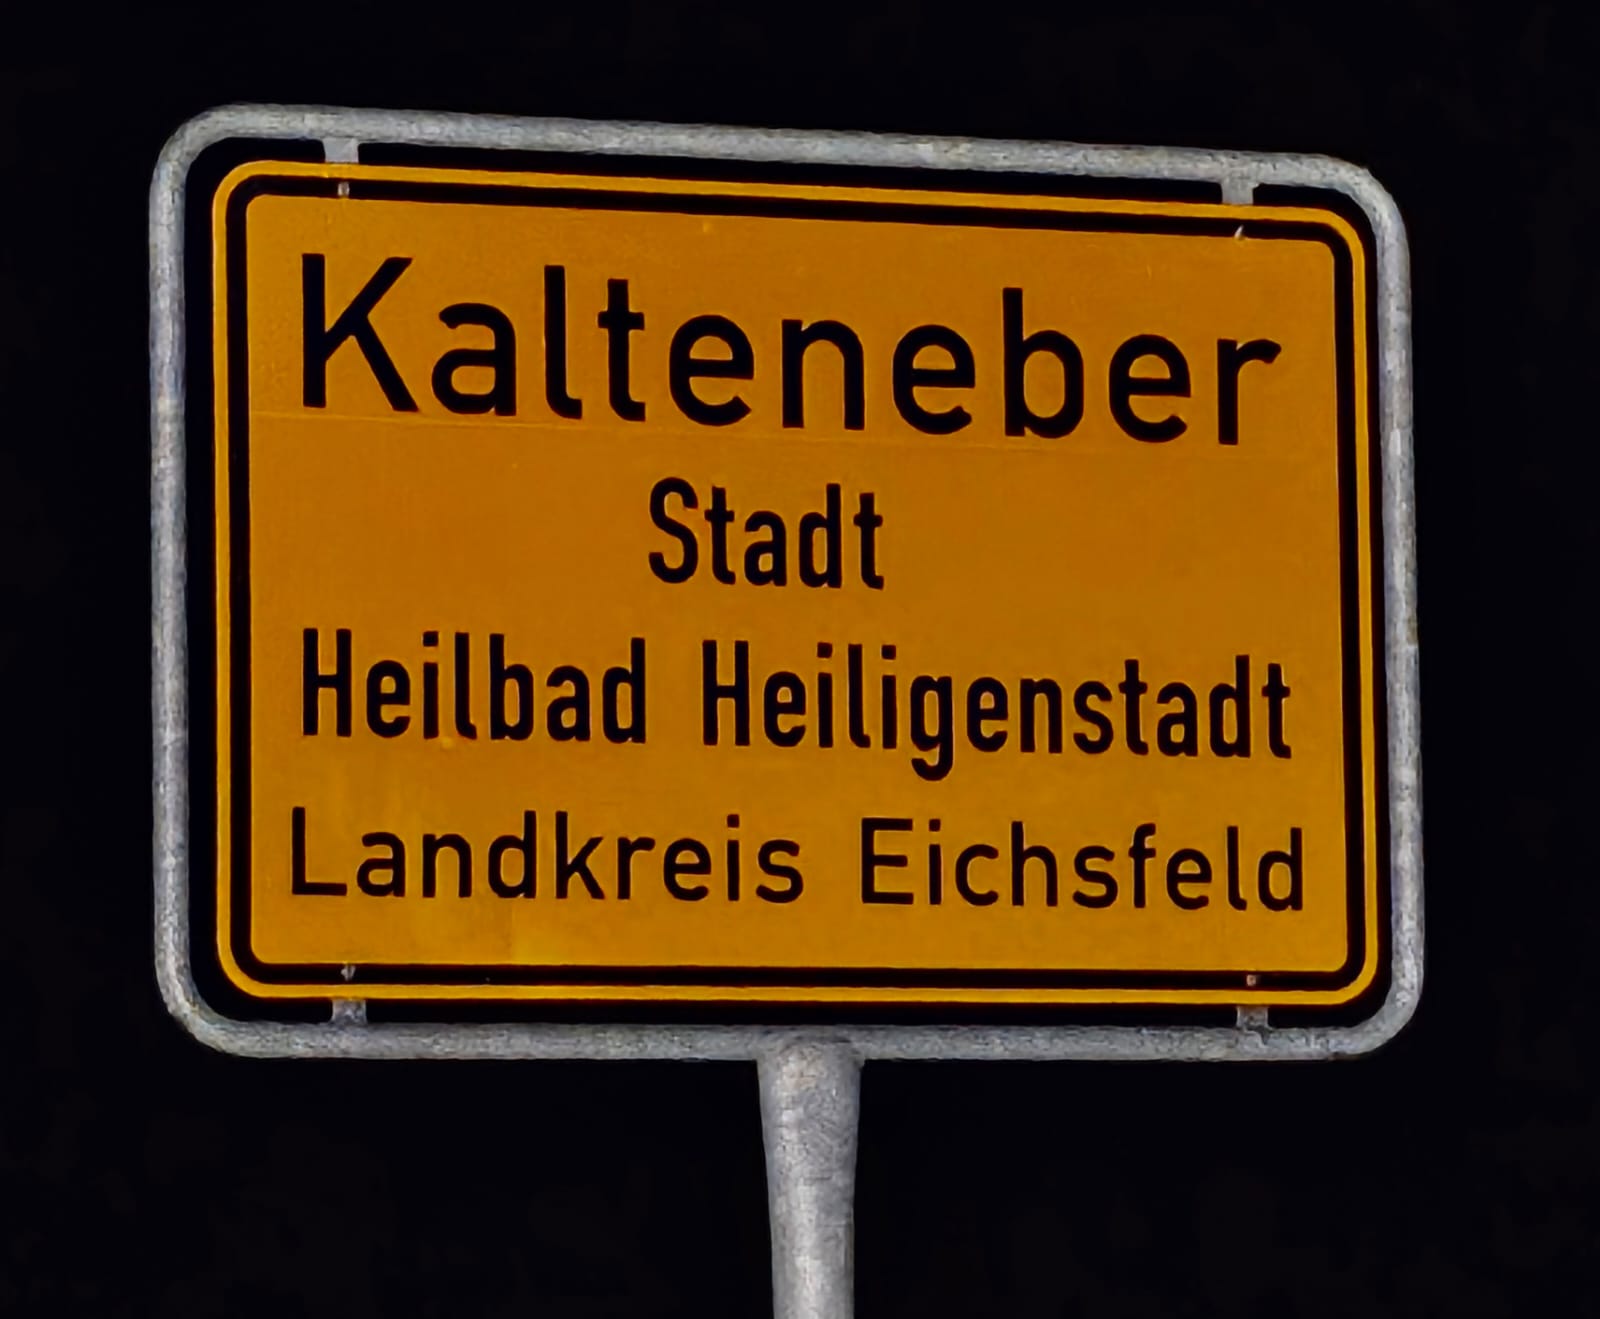 Kalteneber
Stadt
Heilbad Heiligenstadt
Landkreis Eichsfeld